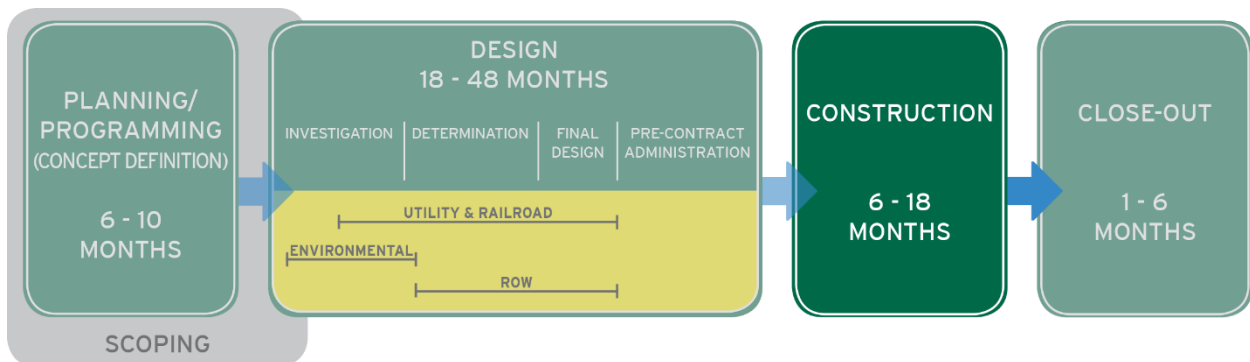 PLANNING/
PROGRAMMING
(CONCEPT DEFINITION)
6 - 10
MONTHS
SCOPING
DESIGN
18 - 48 MONTHS
INVESTIGATION
DETERMINATION
FINAL
DESIGN
PRE-CONTRACT
ADMINISTRATION
UTILITY & RAILROAD
ENVIRONMENTAL
ROW
CONSTRUCTION
6 - 18
MONTHS
CLOSE-OUT
1 - 6
MONTHS